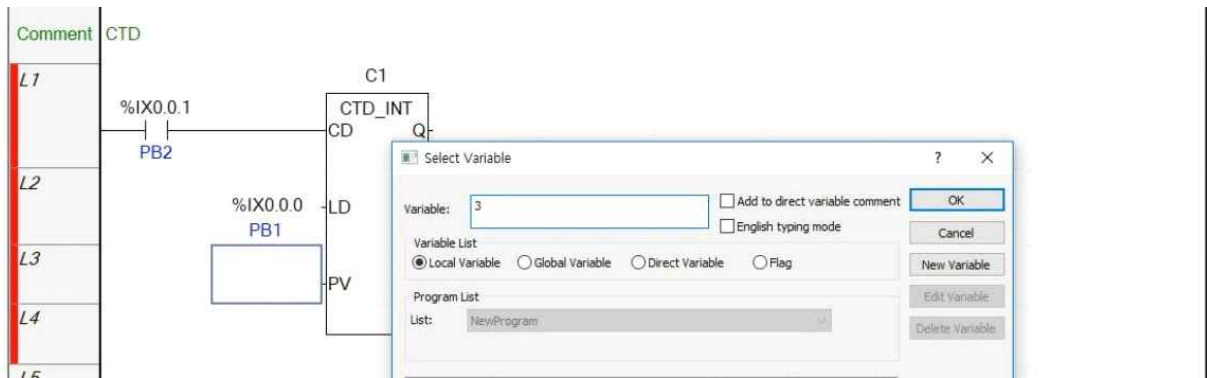 Comment CTD
L1
C1
%IX0.0.1
CTD_INT
CD Q
PB2
Select Variable ? ×
L2
%IX0.0.0 LD
PB1
Variable: 3
Add to direct variable comment
OK
English typing mode
Cancel
Variable List
Local Variable Global Variable Direct Variable Flag
New Variable
L3
PV
Program List
Edit Variable
L4
List: NewProgram
Delete Variable
L5